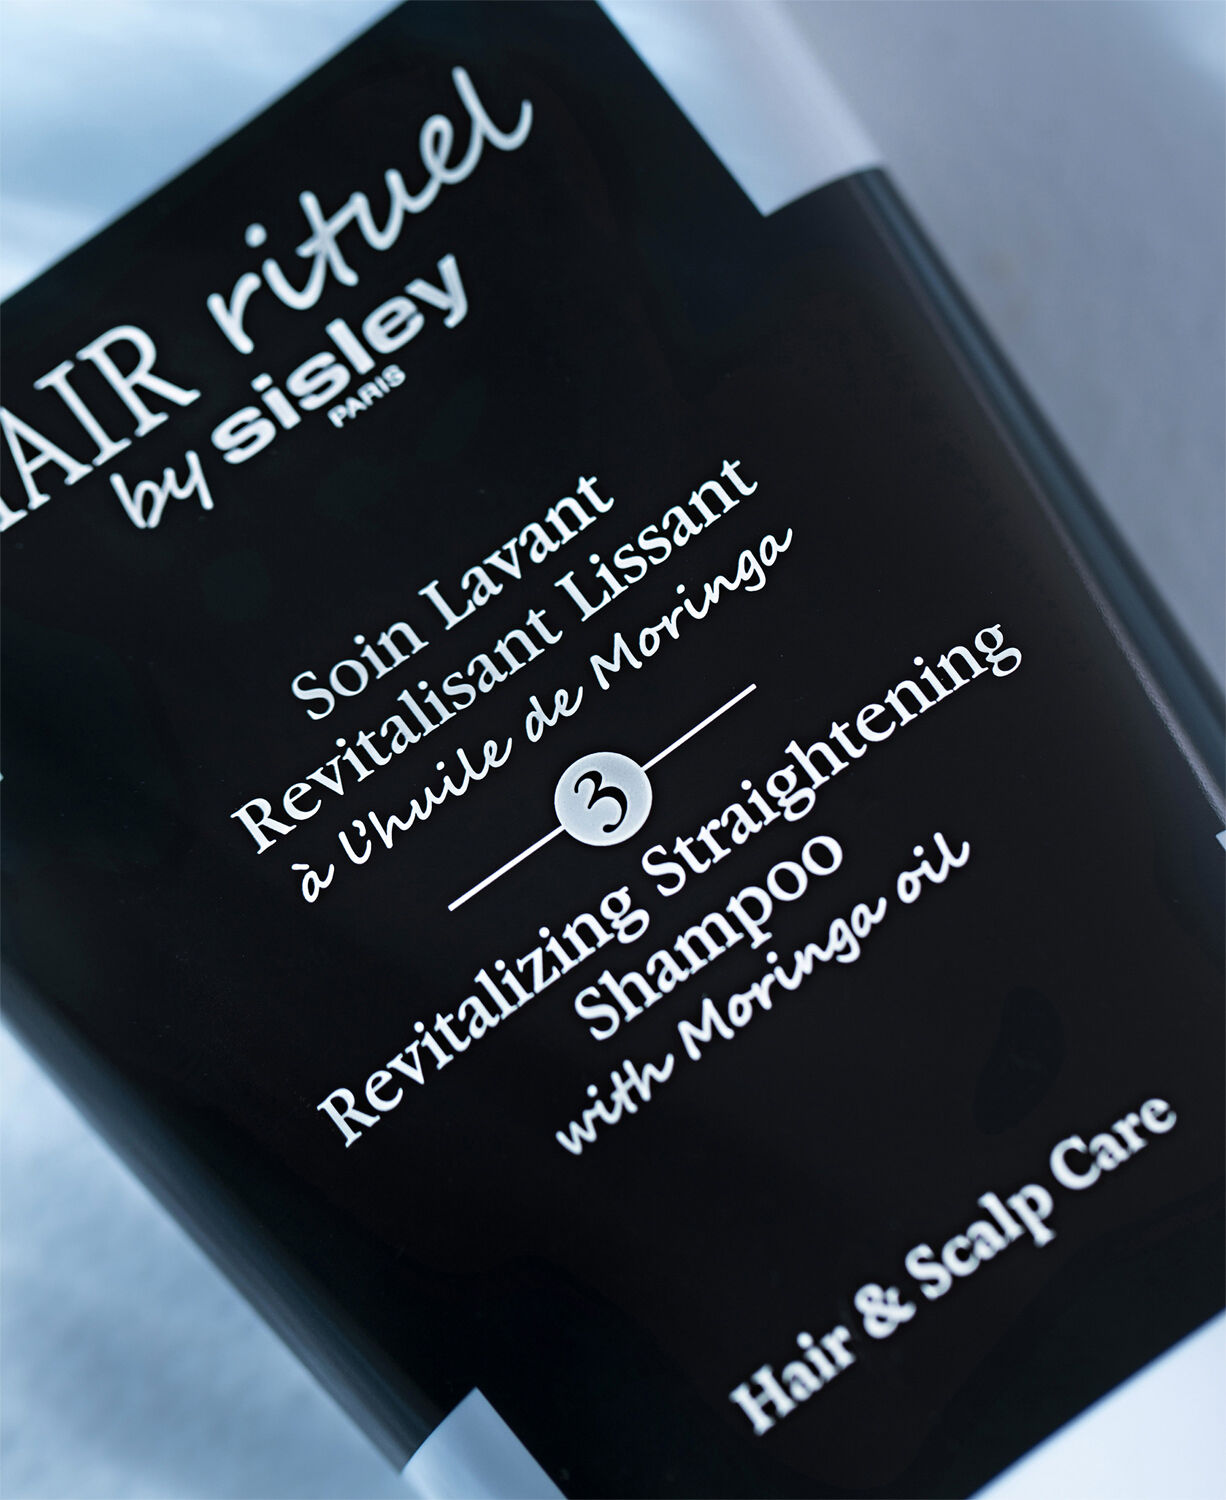 HAIR rituel
by sisley
PARIS
Soin Lavant
Revitalisant Lissant
à l'huile de Moringa
3
Revitalizing Straightening
Shampoo
with Moringa oil
Hair & Scalp Care